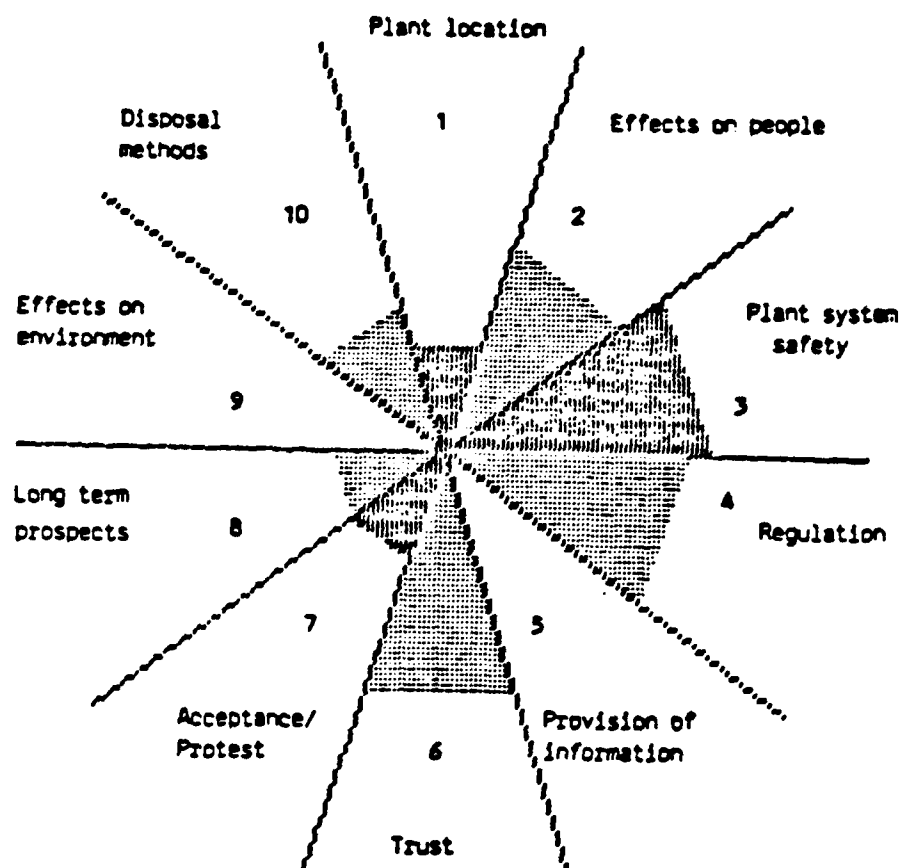 Plant location
1
Disposal
methods
Effects on people
10
2
Effects on
environment
Plant system
safety
9
3
Long term
prospects
8
4
Regulation
7
5
Acceptance/
Protest
6
Provision of
information
Trust